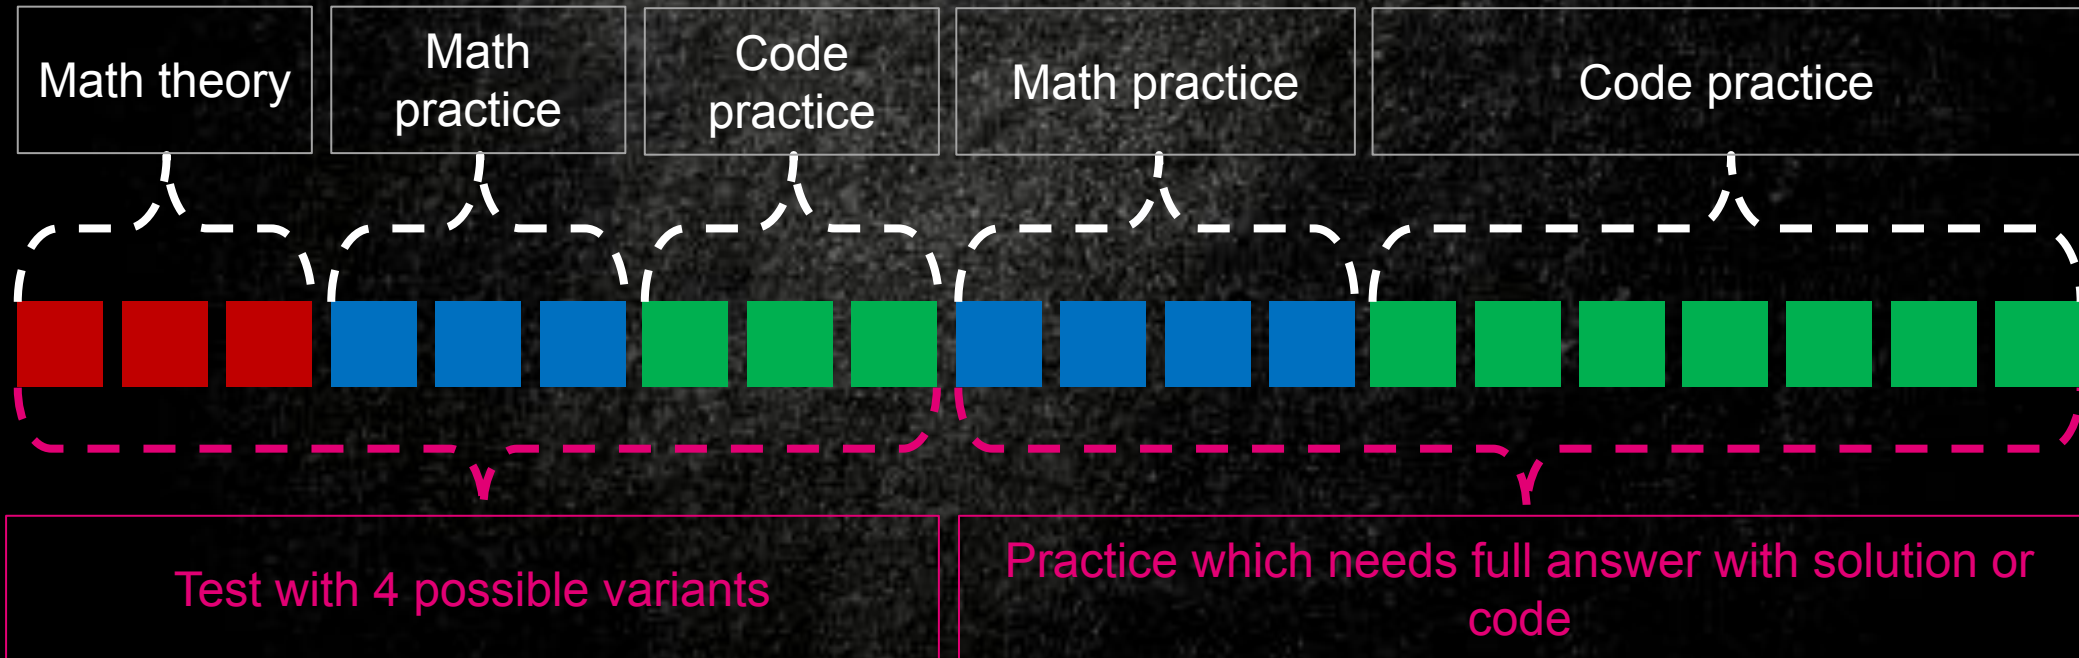 Math theory
Math
practice
Code
practice
Math practice
Code practice
Test with 4 possible variants
Practice which needs full answer with solution or
code